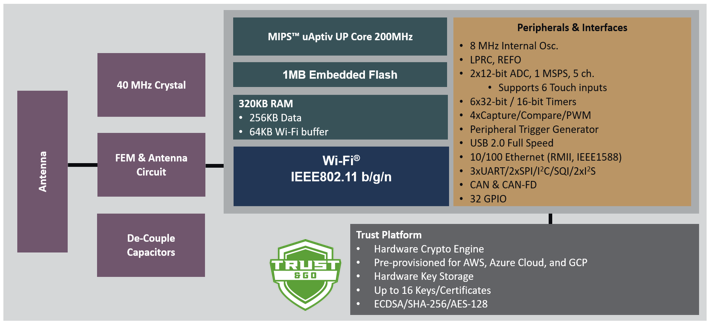 Antenna
40 MHz Crystal
FEM & Antenna
Circuit
De-Couple
Capacitors
MIPS™ uAptiv UP Core 200MHz
1MB Embedded Flash
320KB RAM
• 256KB Data
• 64KB Wi-Fi buffer
Wi-Fi®
IEEE802.11 b/g/n
Peripherals & Interfaces
• 8 MHz Internal Osc.
• LPRC, REFO
• 2x12-bit ADC, 1 MSPS, 5 ch.
• Supports 6 Touch inputs
• 6x32-bit / 16-bit Timers
• 4xCapture/Compare/PWM
• Peripheral Trigger Generator
• USB 2.0 Full Speed
• 10/100 Ethernet (RMII, IEEE1588)
• 3xUART/2xSPI/I²C/SQI/2xI²S
• CAN & CAN-FD
• 32 GPIO
TRUST
&GO
Trust Platform
• Hardware Crypto Engine
• Pre-provisioned for AWS, Azure Cloud, and GCP
• Hardware Key Storage
• Up to 16 Keys/Certificates
• ECDSA/SHA-256/AES-128